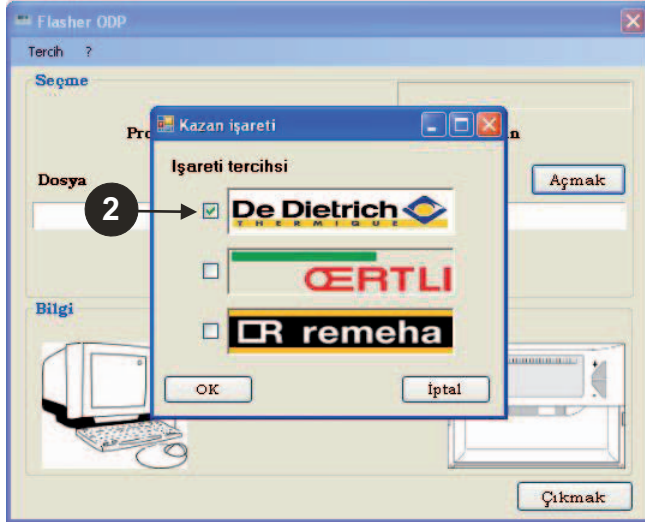 Flasher ODP
Tercih ?
Seçme
Kazan işareti
Işareti tercihsi
Dosya
Açmak
2
De Dietrich
THERMIQUE
ŒRTLI
remeha
Bilgi
OK
İptal
Çıkmak